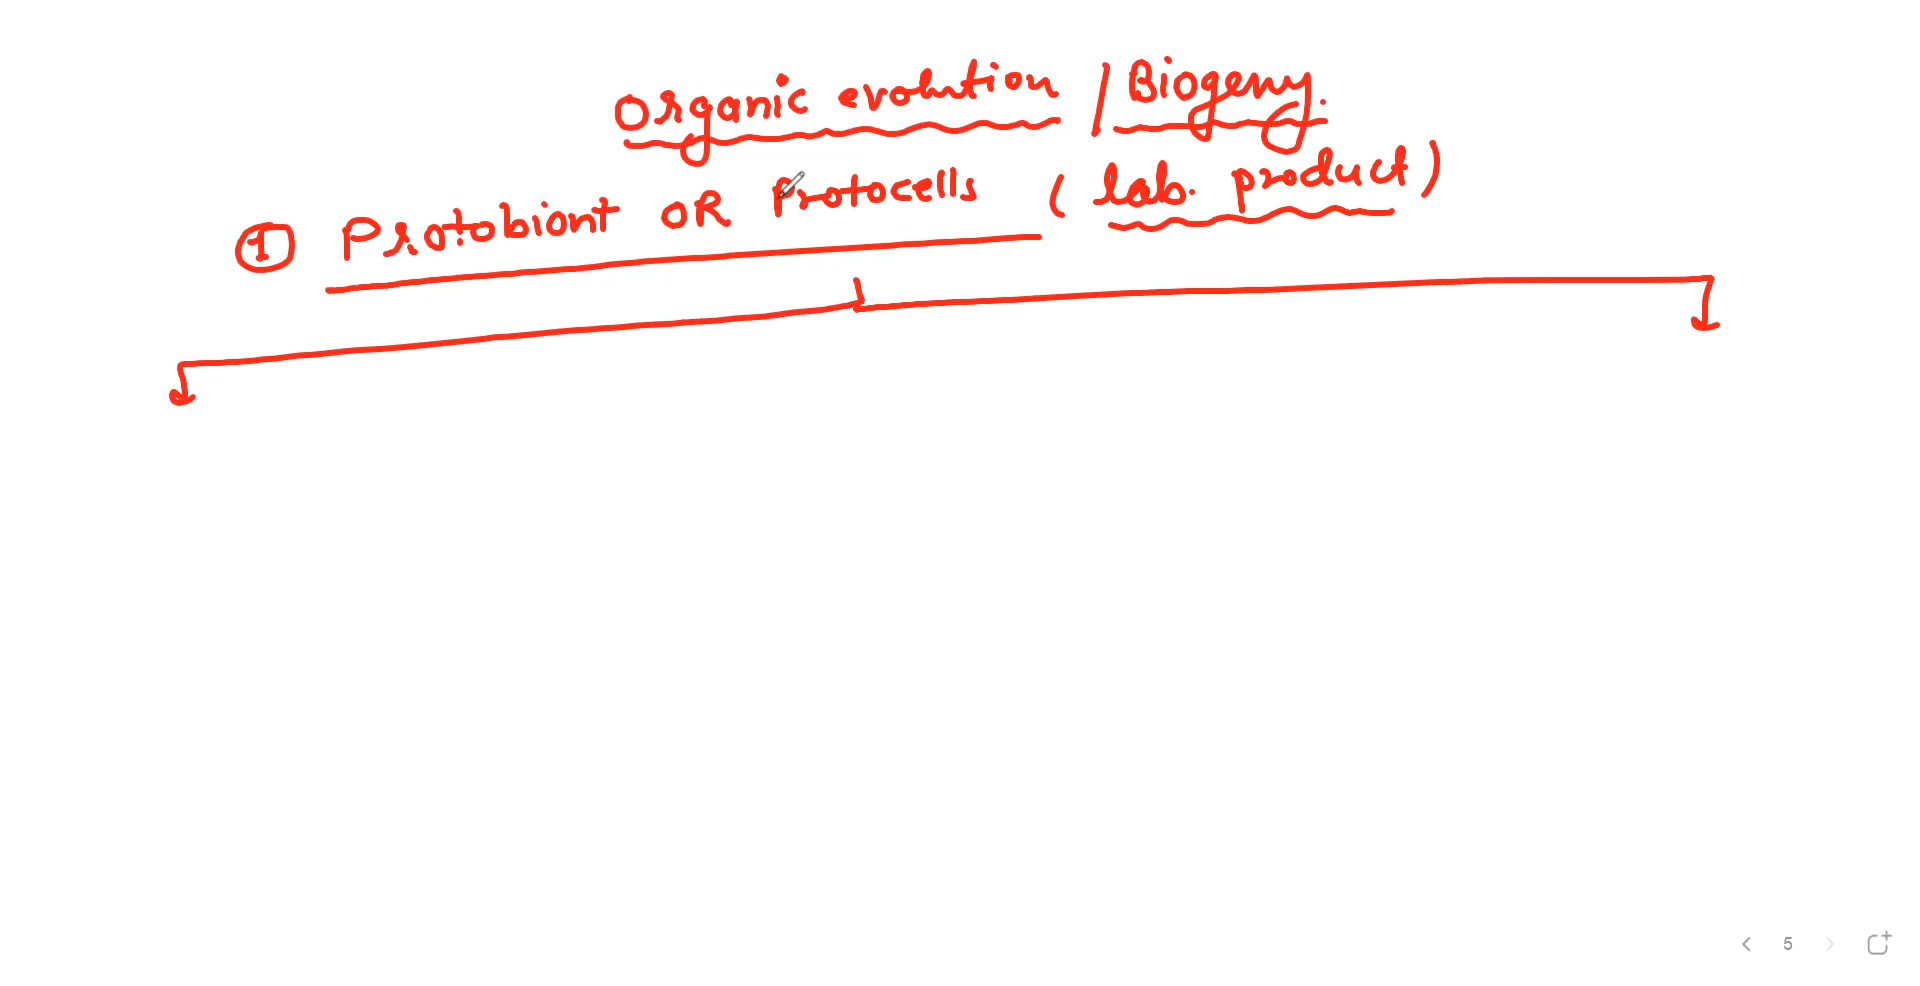 Organic evolution / Biogeny.
① Protobiont OR Protocells (lab. product)
5